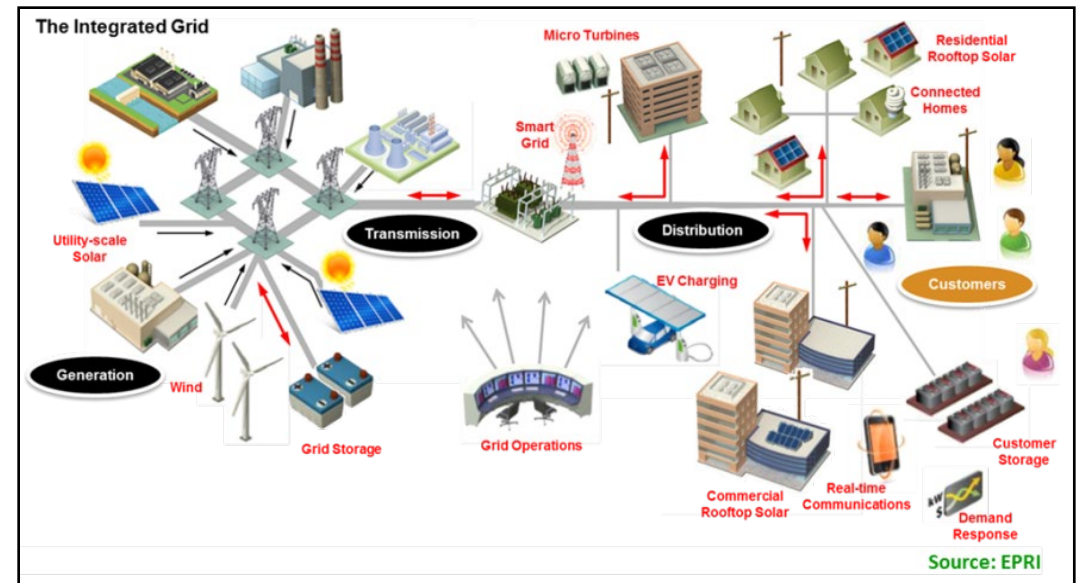 The Integrated Grid
Micro Turbines
Residential
Rooftop Solar
Connected
Homes
Smart
Grid
Utility-scale
Solar
Transmission
Distribution
Customers
EV Charging
Generation
Wind
Grid Storage
Grid Operations
Commercial
Rooftop Solar
Real-time
Communications
Customer
Storage
kW
$
Demand
Response
Source: EPRI